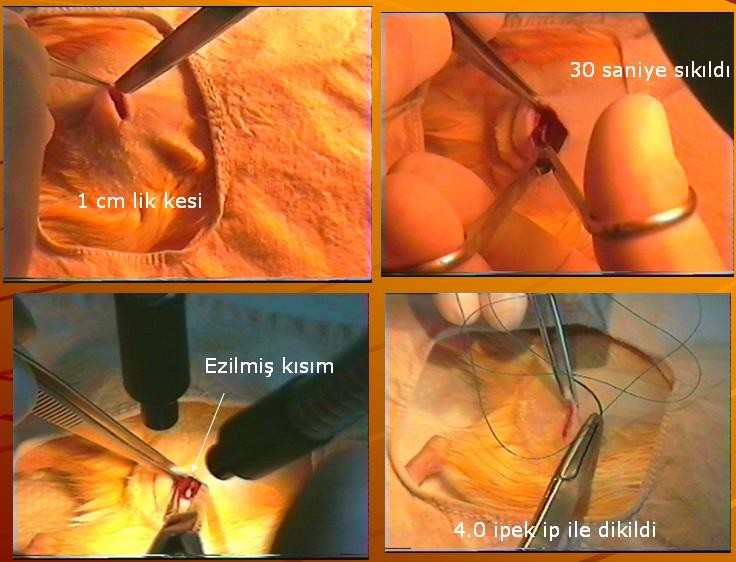 1 cm lik kesi
30 saniye sıkıldı
Ezilmiş kısım
4.0 ipek ip ile dikildi